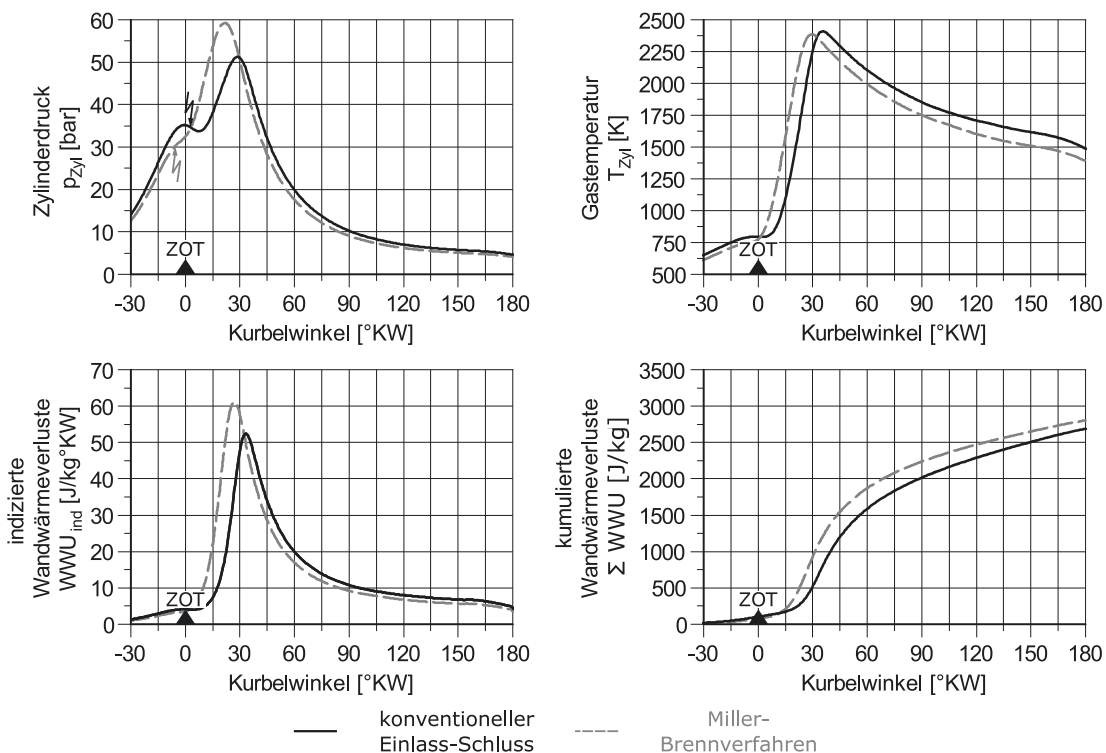 Zylinderdruck
p_Zyl [bar]
60
50
40
30
20
10
0
ZOT
-30 0 30 60 90 120 150 180
Kurbelwinkel [°KW]
Gastemperatur
T_Zyl [K]
2500
2250
2000
1750
1500
1250
1000
750
500
ZOT
-30 0 30 60 90 120 150 180
Kurbelwinkel [°KW]
indizierte
Wandwärmeverluste
WWU_ind [J/kg°KW]
70
60
50
40
30
20
10
0
ZOT
-30 0 30 60 90 120 150 180
Kurbelwinkel [°KW]
kumulierte
Wandwärmeverluste
Σ WWU [J/kg]
3500
3000
2500
2000
1500
1000
500
0
ZOT
-30 0 30 60 90 120 150 180
Kurbelwinkel [°KW]
konventioneller
Einlass-Schluss
Miller-
Brennverfahren